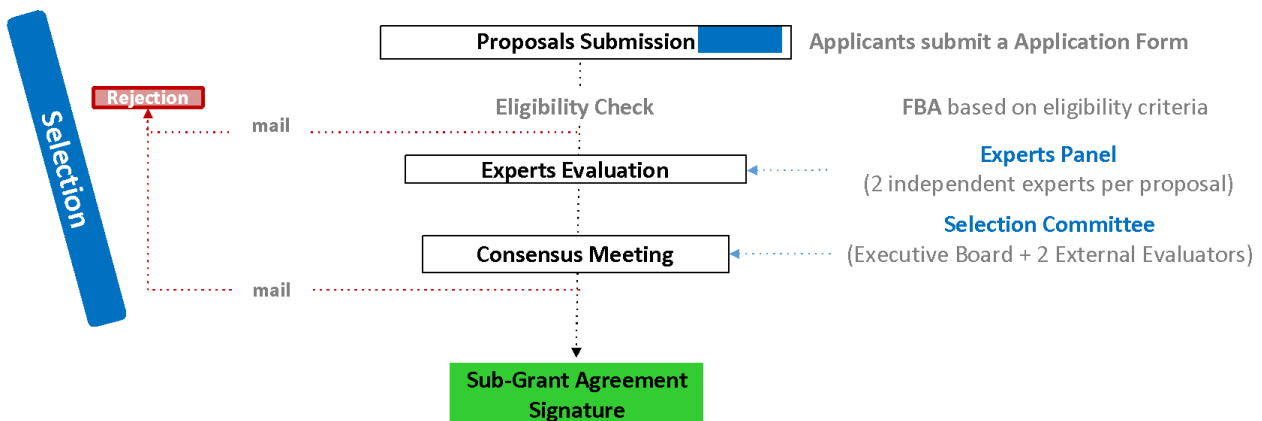 Proposals Submission
Applicants submit a Application Form
Selection
Rejection
Eligibility Check
FBA based on eligibility criteria
mail
Experts Evaluation
Experts Panel
(2 independent experts per proposal)
Consensus Meeting
Selection Committee
(Executive Board + 2 External Evaluators)
mail
Sub-Grant Agreement
Signature